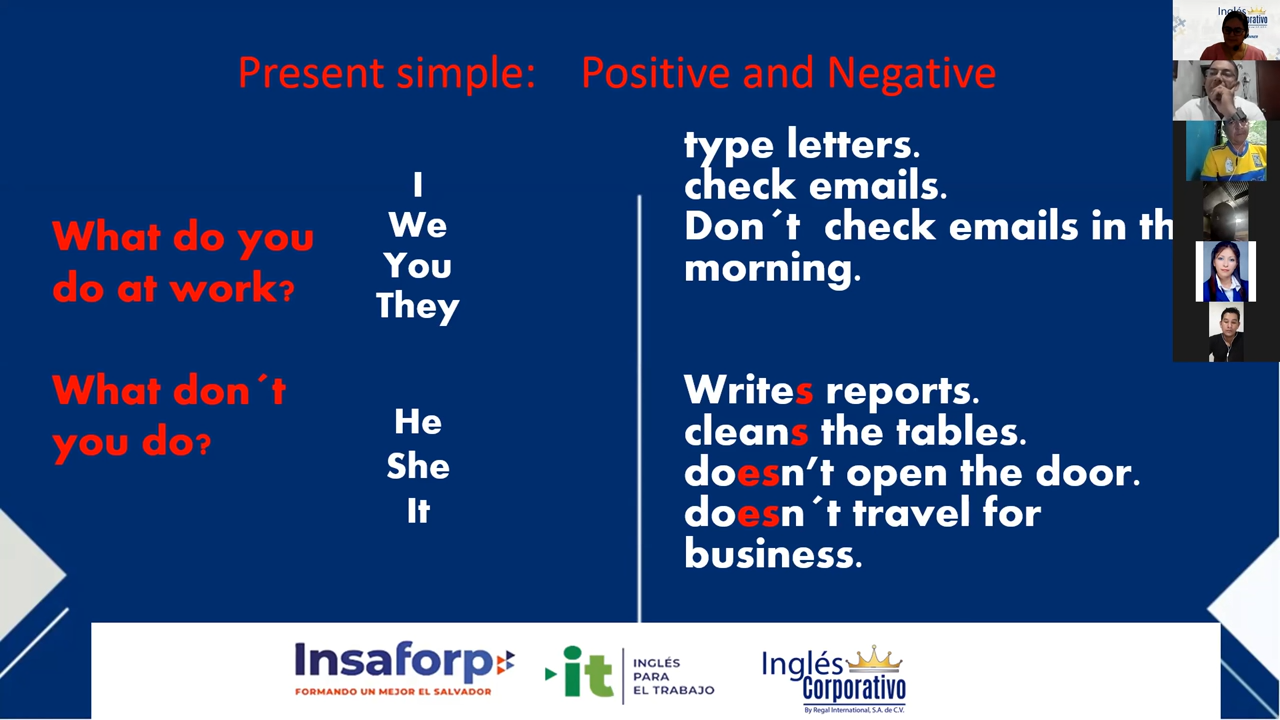 Present simple: Positive and Negative
What do you
do at work?
What don´t
you do?
I
We
You
They
He
She
It
type letters.
check emails.
Don´t check emails in th
morning.
Writes reports.
cleans the tables.
doesn’t open the door.
doesn´t travel for
business.
Insaforp
FORMANDO UN MEJOR EL SALVADOR
it
INGLÉS
PARA
EL TRABAJO
Inglés
Corporativo
By Regal International, S.A. de C.V.